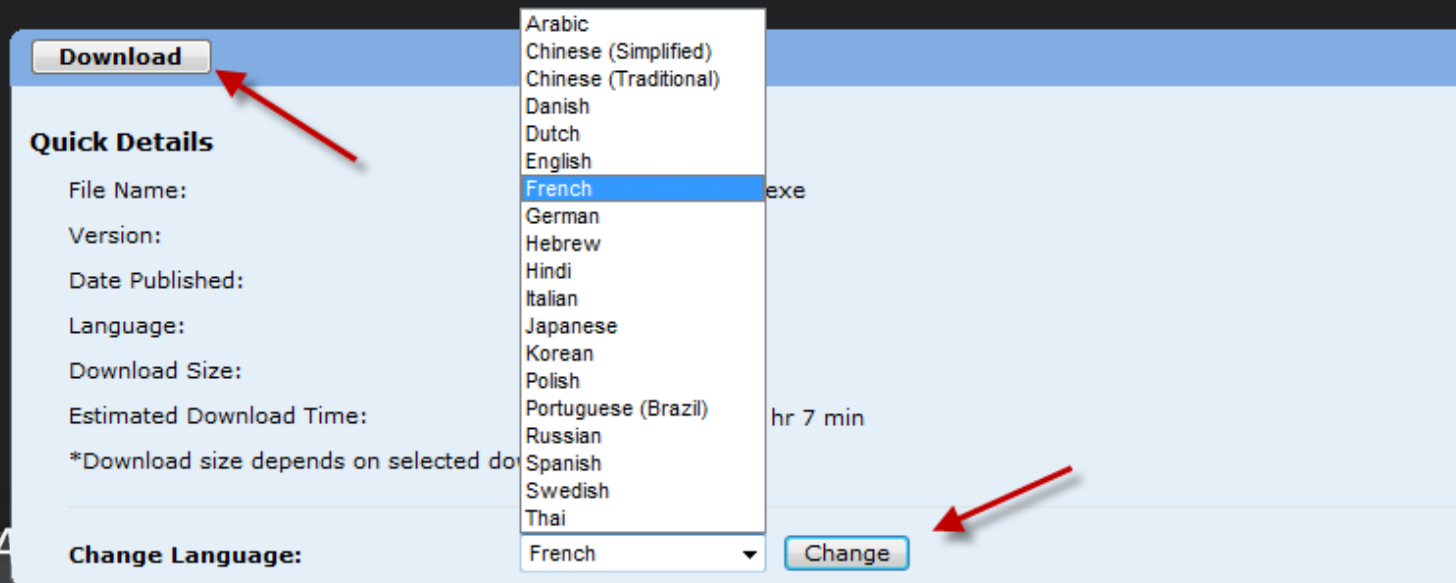 Download
Quick Details
File Name:
exe
Version:
Date Published:
Language:
Download Size:
Estimated Download Time:
hr 7 min
*Download size depends on selected do
Arabic
Chinese (Simplified)
Chinese (Traditional)
Danish
Dutch
English
French
German
Hebrew
Hindi
Italian
Japanese
Korean
Polish
Portuguese (Brazil)
Russian
Spanish
Swedish
Thai
Change Language:
French
Change